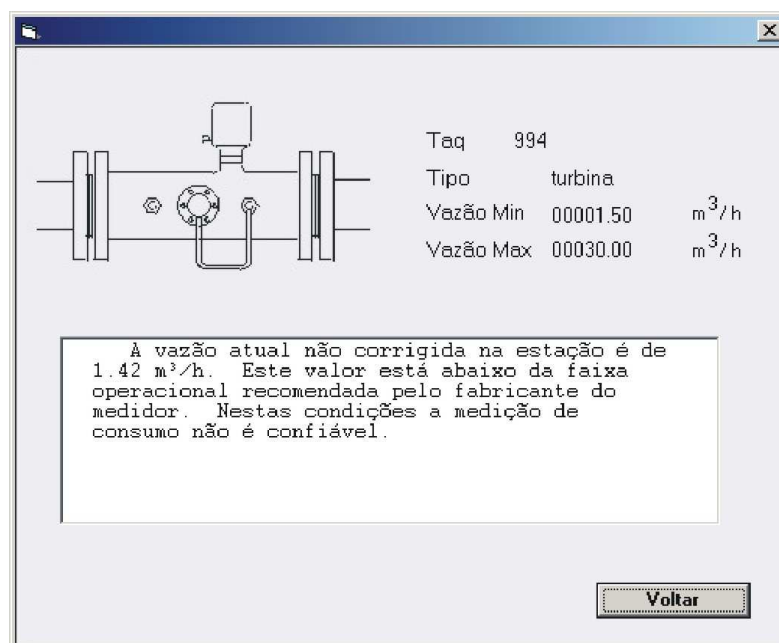 Taq 994
Tipo turbina
Vazão Min 00001.50 m³/h
Vazão Max 00030.00 m³/h
A vazão atual não corrigida na estação é de
1.42 m³/h. Este valor está abaixo da faixa
operacional recomendada pelo fabricante do
medidor. Nestas condições a medição de
consumo não é confiável.
Voltar